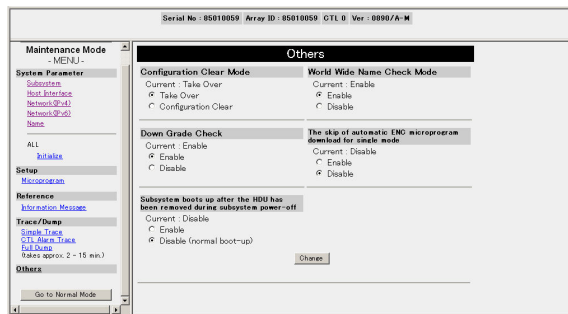 Serial No : 85010059 Array ID : 85010059 CTL 0 Ver : 0890/A-M
Maintenance Mode
- MENU -
System Parameter
Subsystem
Host Interface
Network(IPv4)
Network(IPv6)
Name
ALL
Initialize
Setup
Microprogram
Reference
Information Message
Trace/Dump
Simple Trace
CTL Alarm Trace
Full Dump
(takes approx. 2 - 15 min.)
Others
Go to Normal Mode
Others
Configuration Clear Mode
Current : Take Over
Take Over
Configuration Clear
World Wide Name Check Mode
Current : Enable
Enable
Disable
Down Grade Check
Current : Enable
Enable
Disable
The skip of automatic ENC microprogram
download for single mode
Current : Disable
Enable
Disable
Subsystem boots up after the HDU has
been removed during subsystem power-off
Current : Disable
Enable
Disable (normal boot-up)
Change